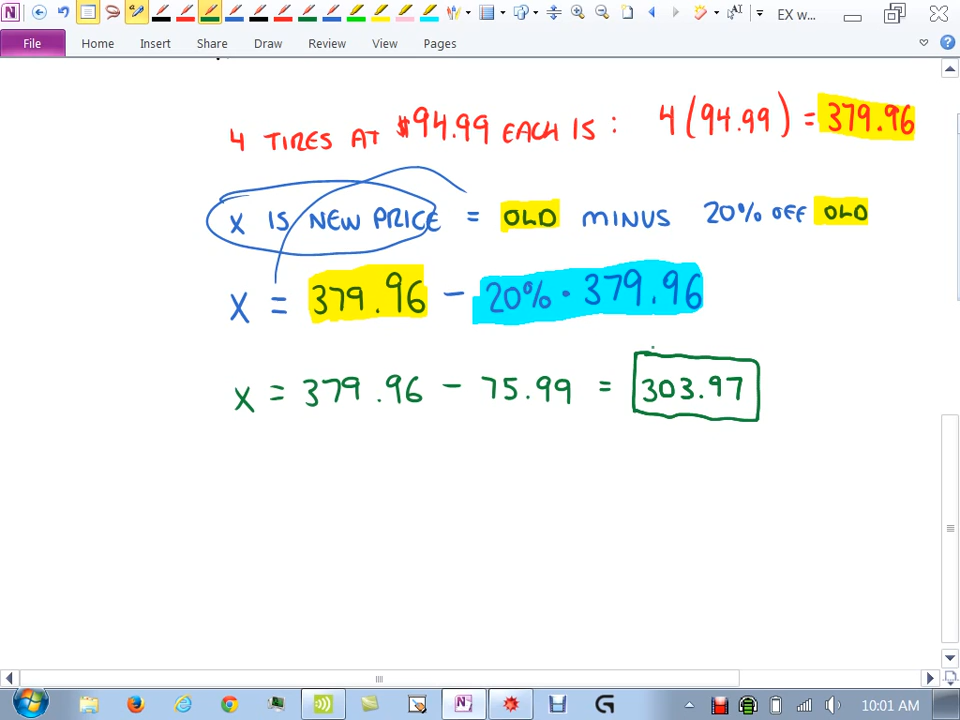 EX w...
File Home Insert Share Draw Review View Pages
4 TIRES AT $94.99 EACH IS : 4(94.99) = 379.96
X IS NEW PRICE = OLD MINUS 20% OFF OLD
X = 379.96 - 20% · 379.96
X = 379.96 - 75.99 = 303.97
10:01 AM